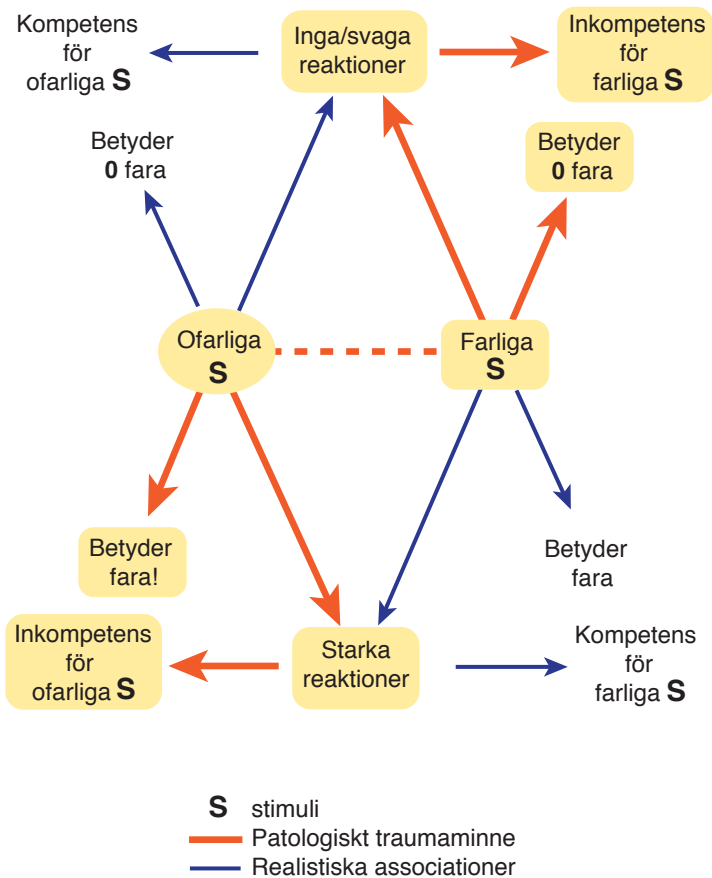 Kompetens
för
ofarliga S
Inga/svaga
reaktioner
Inkompetens
för
farliga S
Betyder
0 fara
Betyder
0 fara
Ofarliga
S
Farliga
S
Betyder
fara!
Betyder
fara
Inkompetens
för
ofarliga S
Starka
reaktioner
Kompetens
för
farliga S
S stimuli
Patologiskt traumaminne
Realistiska associationer